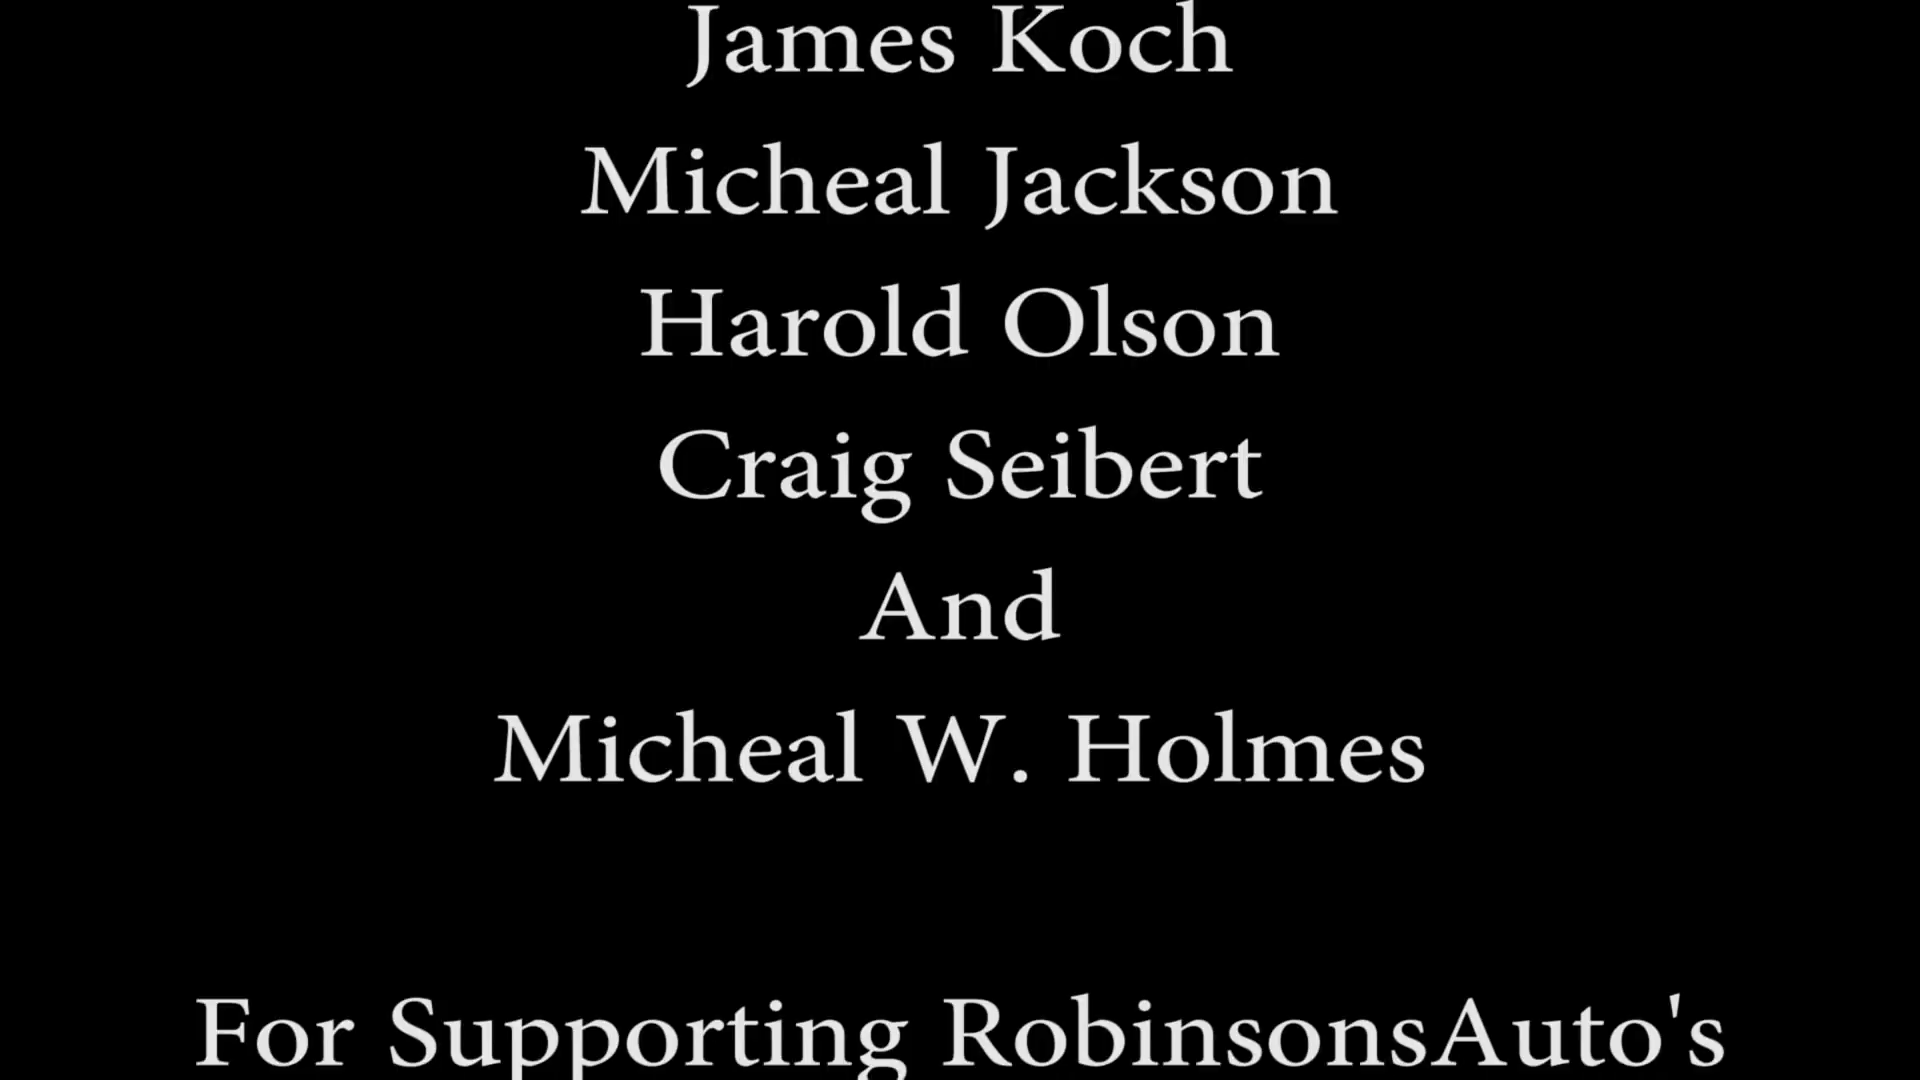 James Koch
Micheal Jackson
Harold Olson
Craig Seibert
And
Micheal W. Holmes
For Supporting RobinsonsAuto's